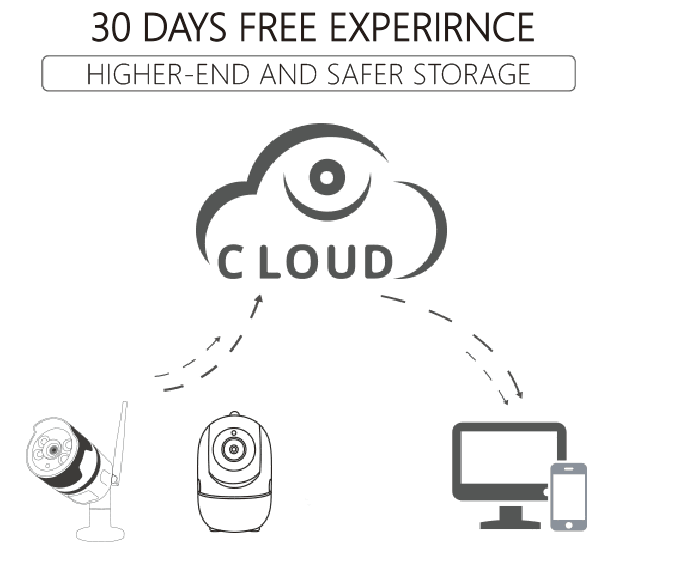 30 DAYS FREE EXPERIRNCE
HIGHER-END AND SAFER STORAGE
CLOUD